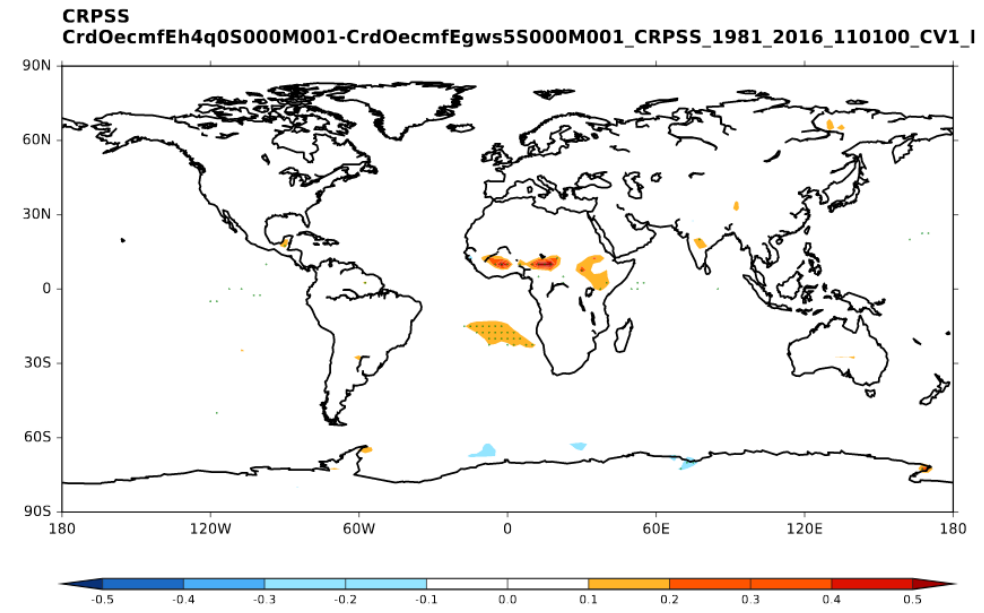 CRPSS
CrdOecmfEh4q0S000M001-CrdOecmfEgws5S000M001_CRPSS_1981_2016_110100_CV1_I
90N
60N
30N
0
30S
60S
90S
180 120W 60W 0 60E 120E 180
-0.5 -0.4 -0.3 -0.2 -0.1 0.0 0.1 0.2 0.3 0.4 0.5